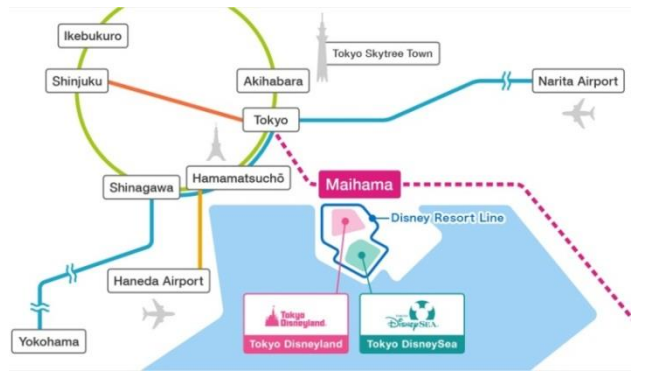 Ikebukuro
Tokyo Skytree Town
Shinjuku
Akihabara
Narita Airport
Tokyo
Hamamatsuchō
Shinagawa
Maihama
Disney Resort Line
Haneda Airport
Tokyo
Disneyland
DisneySEA
Tokyo Disneyland
Tokyo DisneySea
Yokohama